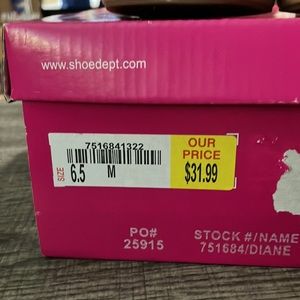 www.shoedept.com
7516841322
SIZE
6.5 M
OUR
PRICE
$31.99
PO#
25915
STOCK #/NAME
751684/DIANE